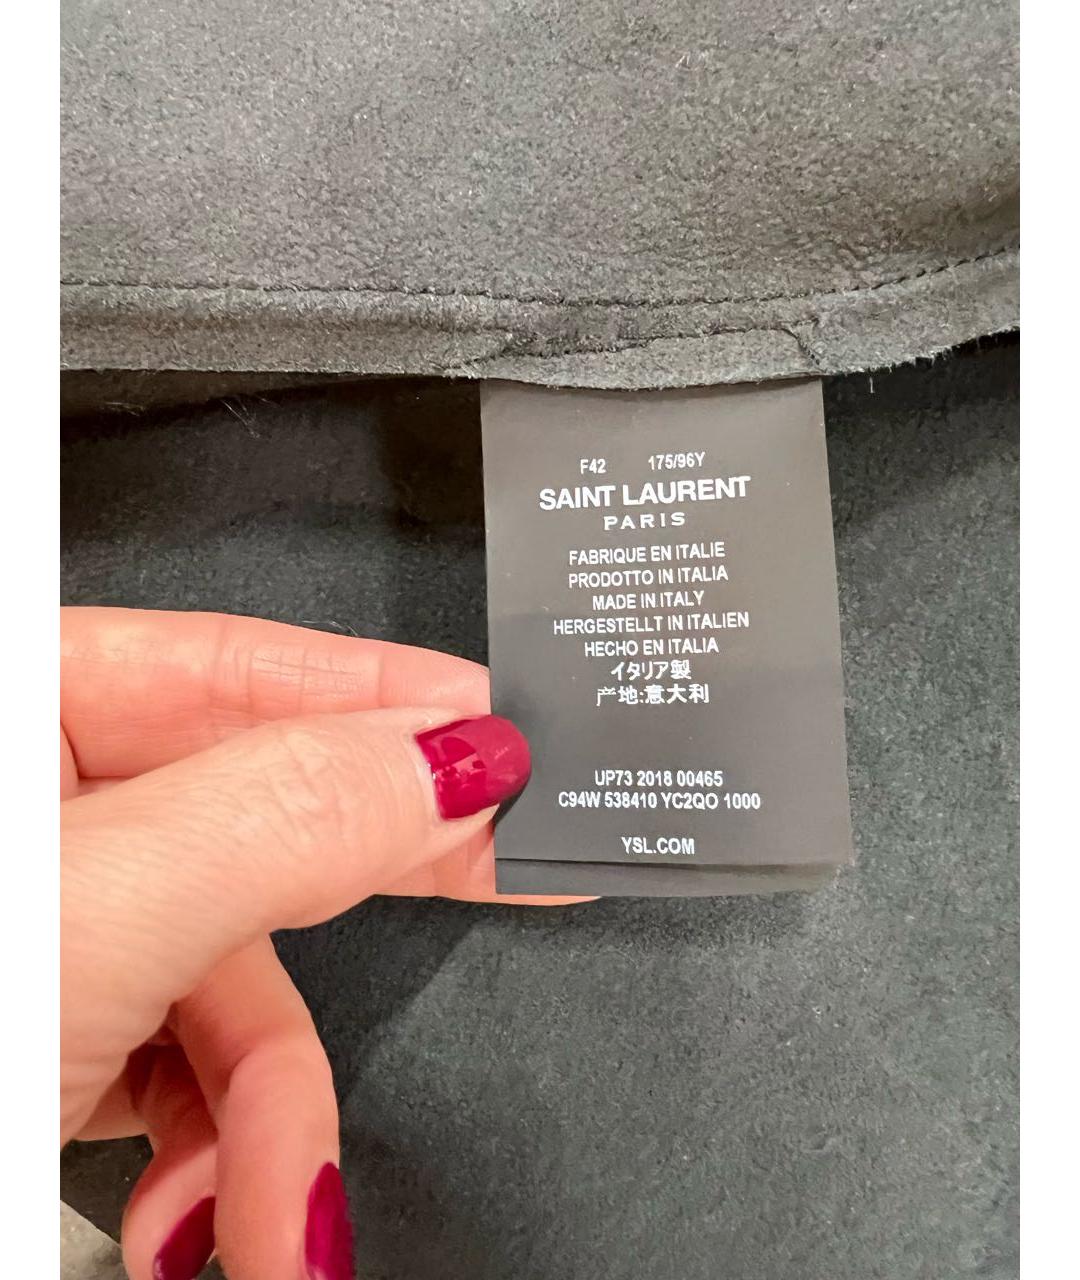 F42 175/96Y
SAINT LAURENT
PARIS
FABRIQUE EN ITALIE
PRODOTTO IN ITALIA
MADE IN ITALY
HERGESTELLT IN ITALIEN
HECHO EN ITALIA
イタリア製
产地:意大利
UP73 2018 00465
C94W 538410 YC2QO 1000
YSL.COM